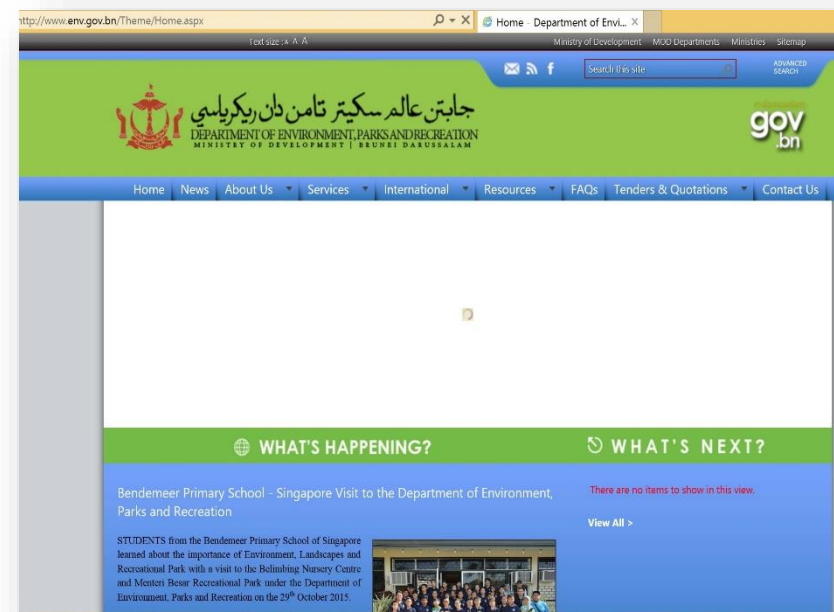 http://www.env.gov.bn/Theme/Home.aspx
Home - Department of Envi...
Text size : A A A
Ministry of Development MOD Departments Ministries Sitemap
Search this site
ADVANCED SEARCH
جابتن عالم سكيتر تامن دان ريكرياسي
DEPARTMENT OF ENVIRONMENT, PARKS AND RECREATION
MINISTRY OF DEVELOPMENT | BRUNEI DARUSSALAM
gov
.bn
Home News About Us Services International Resources FAQs Tenders & Quotations Contact Us
WHAT'S HAPPENING?
WHAT'S NEXT?
Bendemeer Primary School - Singapore Visit to the Department of Environment,
Parks and Recreation
There are no items to show in this view.
View All >
STUDENTS from the Bendemeer Primary School of Singapore
learned about the importance of Environment, Landscapes and
Recreational Park with a visit to the Belimbing Nursery Centre
and Menteri Besar Recreational Park under the Department of
Environment, Parks and Recreation on the 29th October 2015.